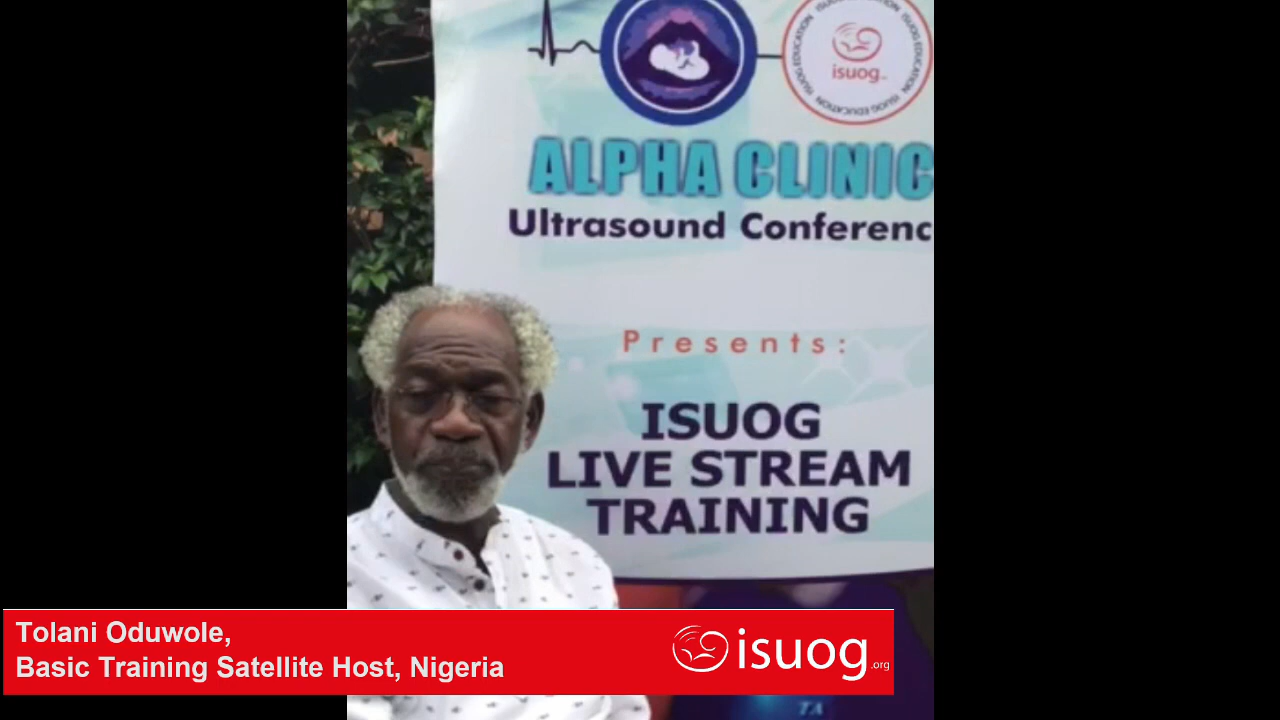 ISUOG EDUCATION
isuog
ALPHA CLINIC
Ultrasound Conferenc
Presents:
ISUOG
LIVE STREAM
TRAINING
TA
Tolani Oduwole,
Basic Training Satellite Host, Nigeria
isuog.org